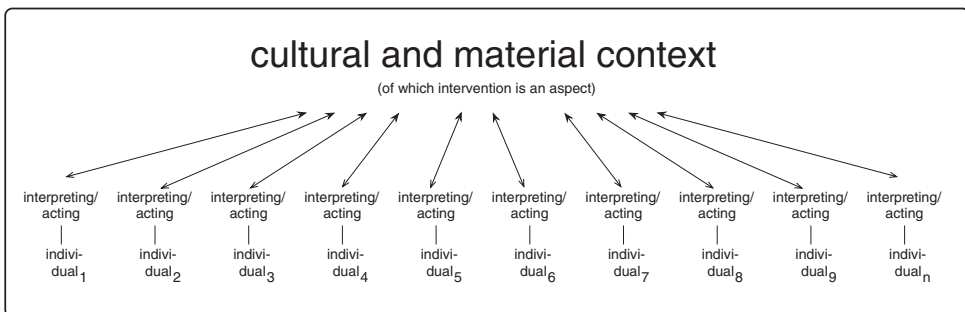 cultural and material context
(of which intervention is an aspect)
interpreting/ interpreting/ interpreting/ interpreting/ interpreting/ interpreting/ interpreting/ interpreting/ interpreting/ interpreting/
acting acting acting acting acting acting acting acting acting acting
indivi- indivi- indivi- indivi- indivi- indivi- indivi- indivi- indivi- indivi-
dual1 dual2 dual3 dual4 dual5 dual6 dual7 dual8 dual9 dualn